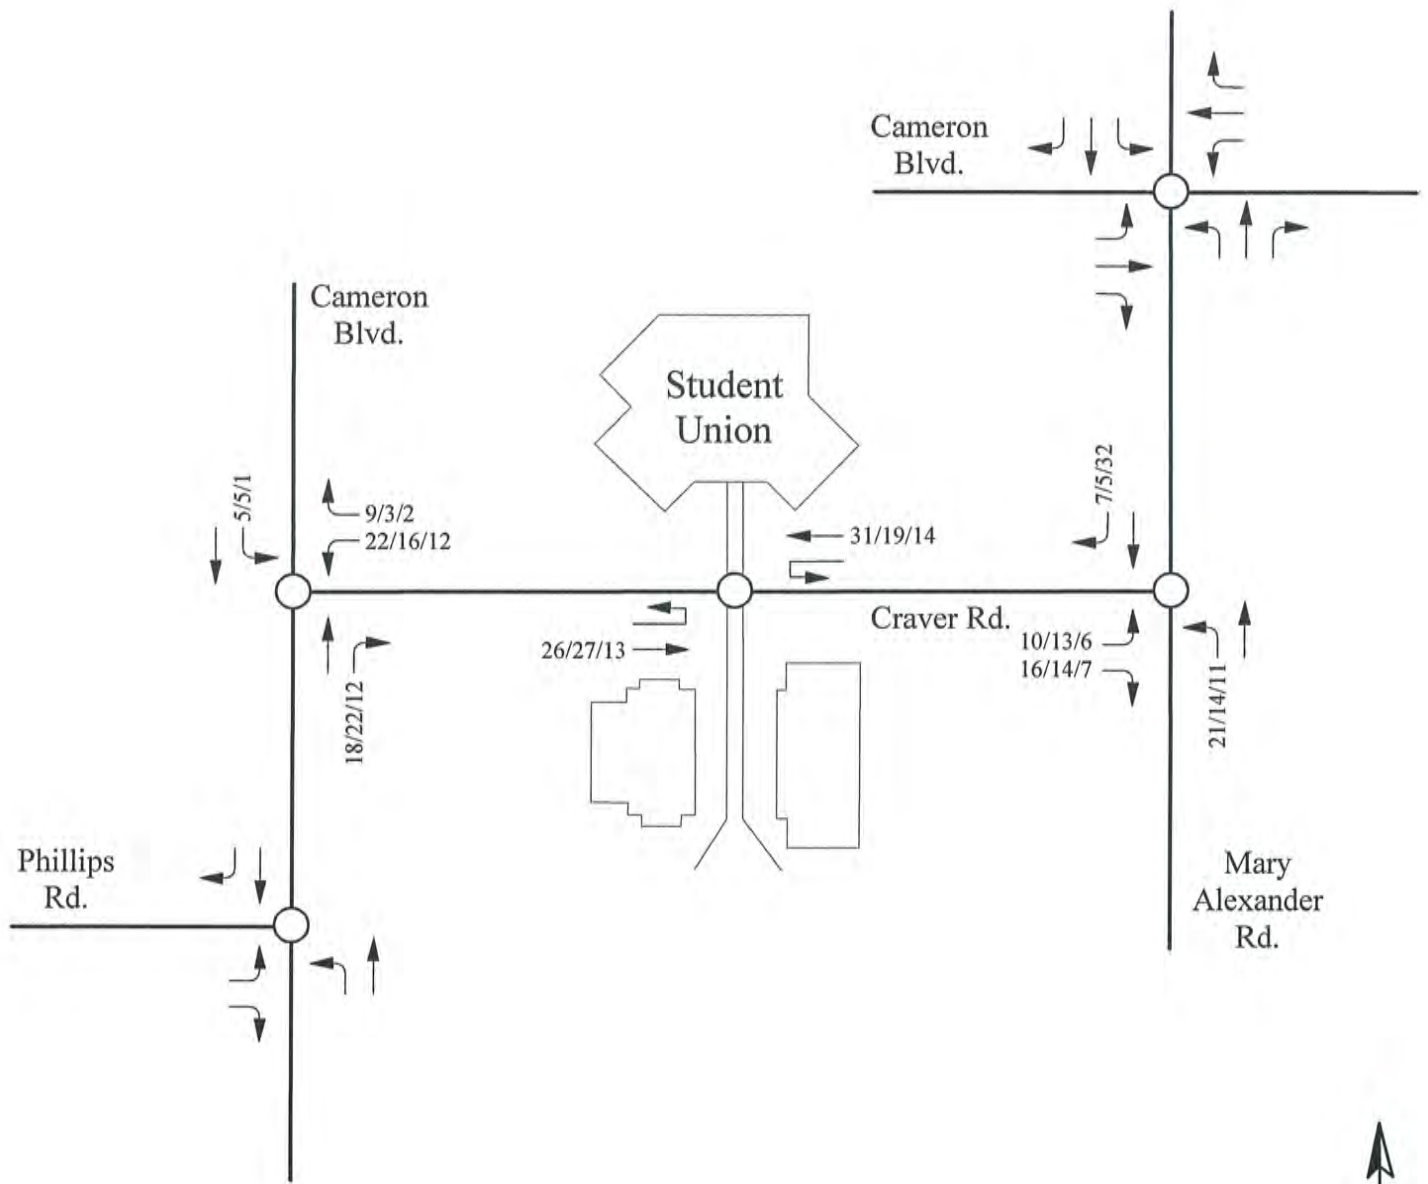 Cameron
Blvd.
Cameron
Blvd.
Student
Union
5/5/1
9/3/2
22/16/12
7/5/32
31/19/14
Craver Rd.
26/27/13
10/13/6
16/14/7
18/22/12
21/14/11
Phillips
Rd.
Mary
Alexander
Rd.